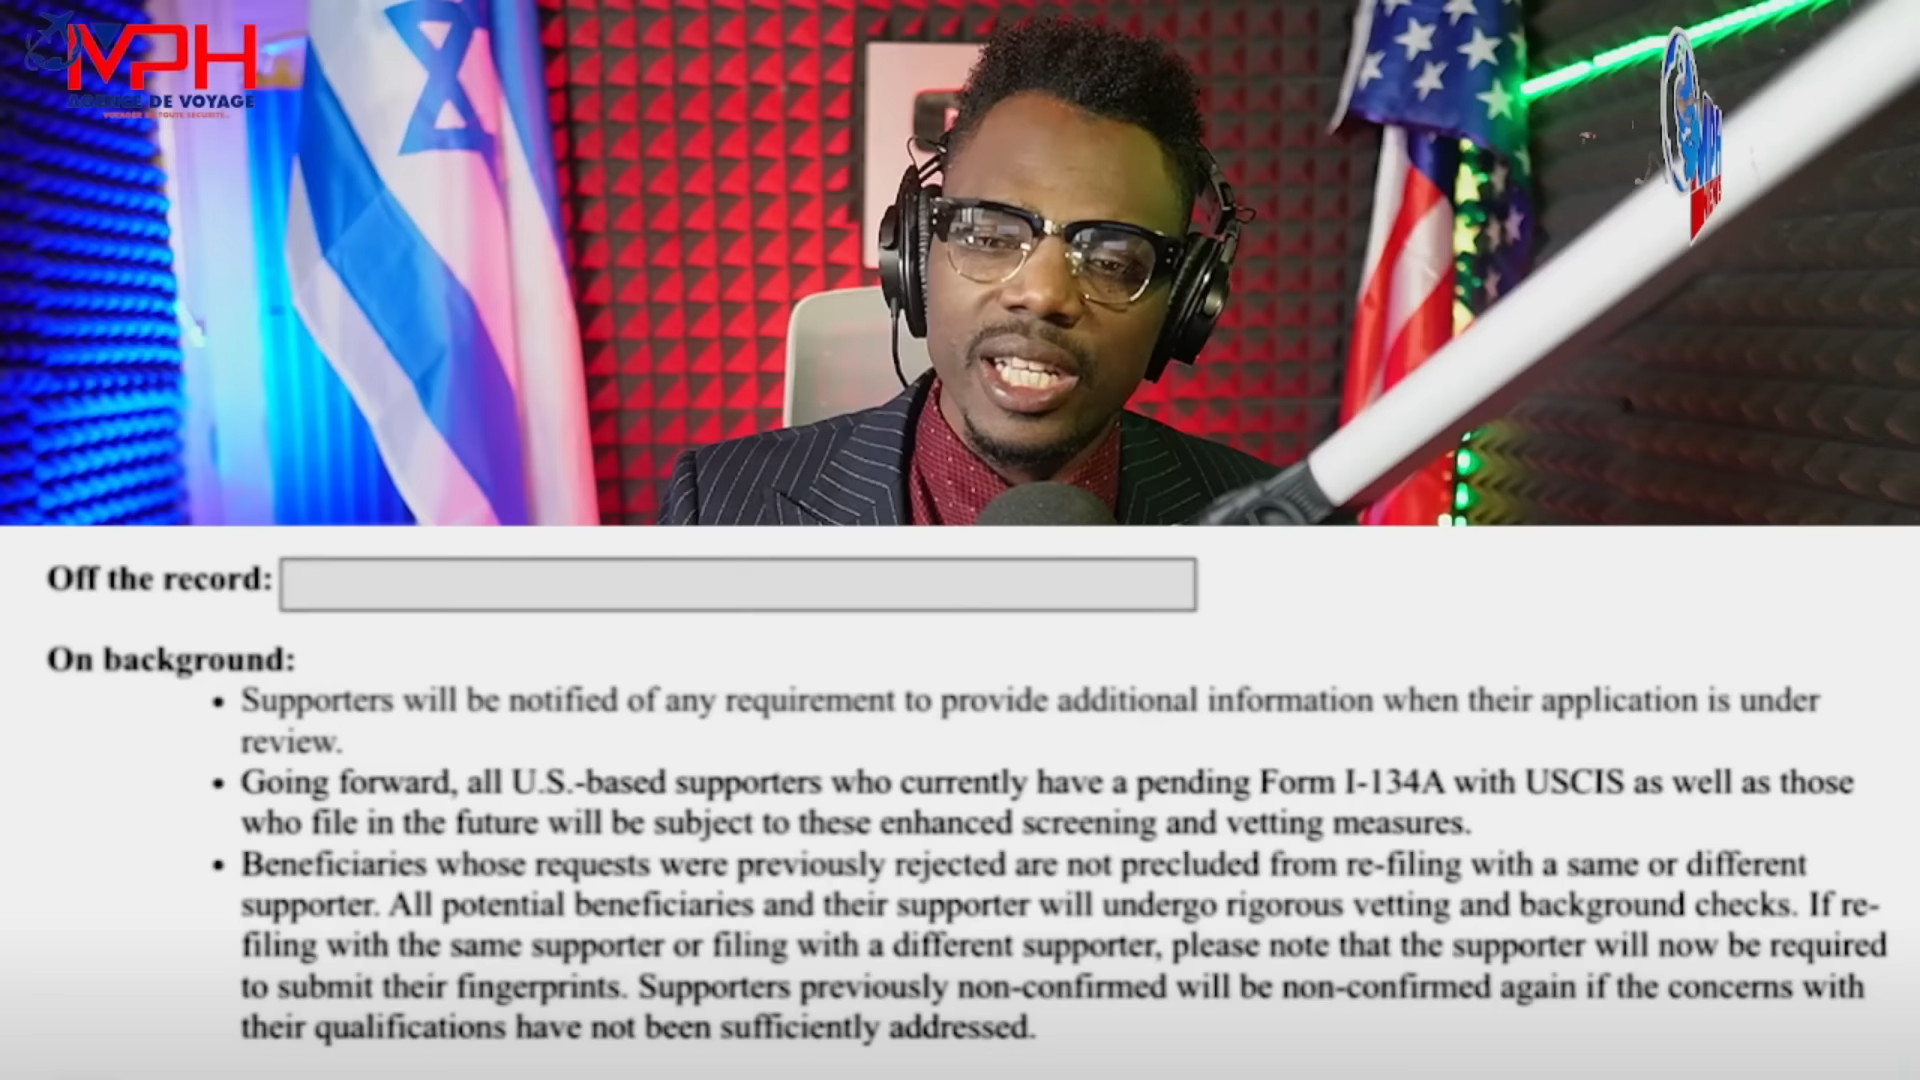 MPH
AGENCE DE VOYAGE
Off the record:
On background:
• Supporters will be notified of any requirement to provide additional information when their application is under
review.
• Going forward, all U.S.-based supporters who currently have a pending Form I-134A with USCIS as well as those
who file in the future will be subject to these enhanced screening and vetting measures.
• Beneficiaries whose requests were previously rejected are not precluded from re-filing with a same or different
supporter. All potential beneficiaries and their supporter will undergo rigorous vetting and background checks. If re-
filing with the same supporter or filing with a different supporter, please note that the supporter will now be required
to submit their fingerprints. Supporters previously non-confirmed will be non-confirmed again if the concerns with
their qualifications have not been sufficiently addressed.